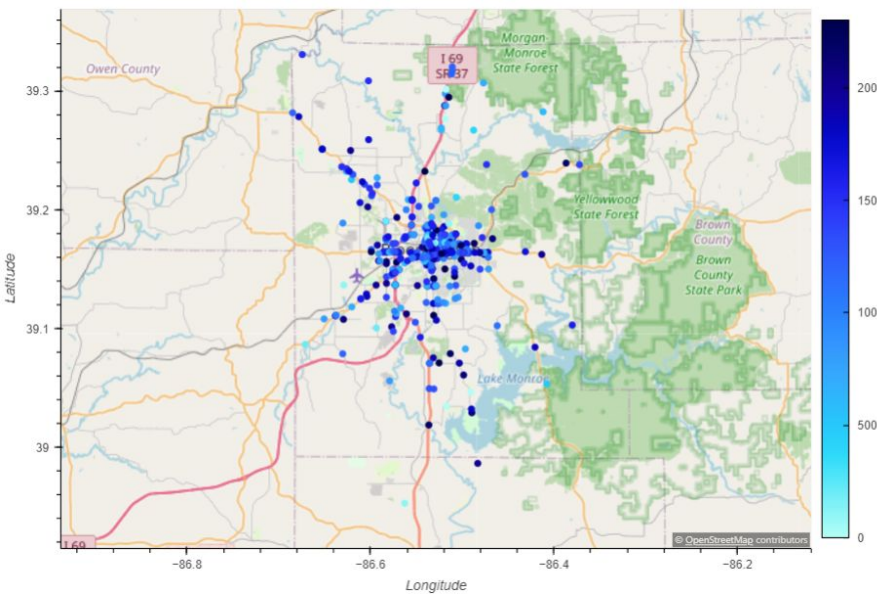 Morgan-
Monroe
State Forest
I 69
SR 37
Owen County
Yellowwood
State Forest
Brown
County
Brown
County
State Park
Lake Monroe
I 69
© OpenStreetMap contributors
39.3
39.2
39.1
39
Latitude
−86.8
−86.6
−86.4
−86.2
Longitude
200
150
100
500
0